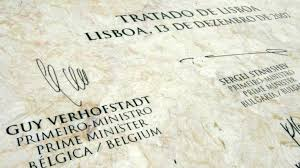 TRATADO DE LISBOA
LISBOA, 13 DE DEZEMBRO DE 2007
GUY VERHOFSTADT
PRIMEIRO-MINISTRO
PRIME MINISTER
BÉLGICA / BELGIUM
SERGEI STANISHEV
PRIMEIRO-MINISTRO
PRIME MINISTER
BULGÁRIA / BULGARIA